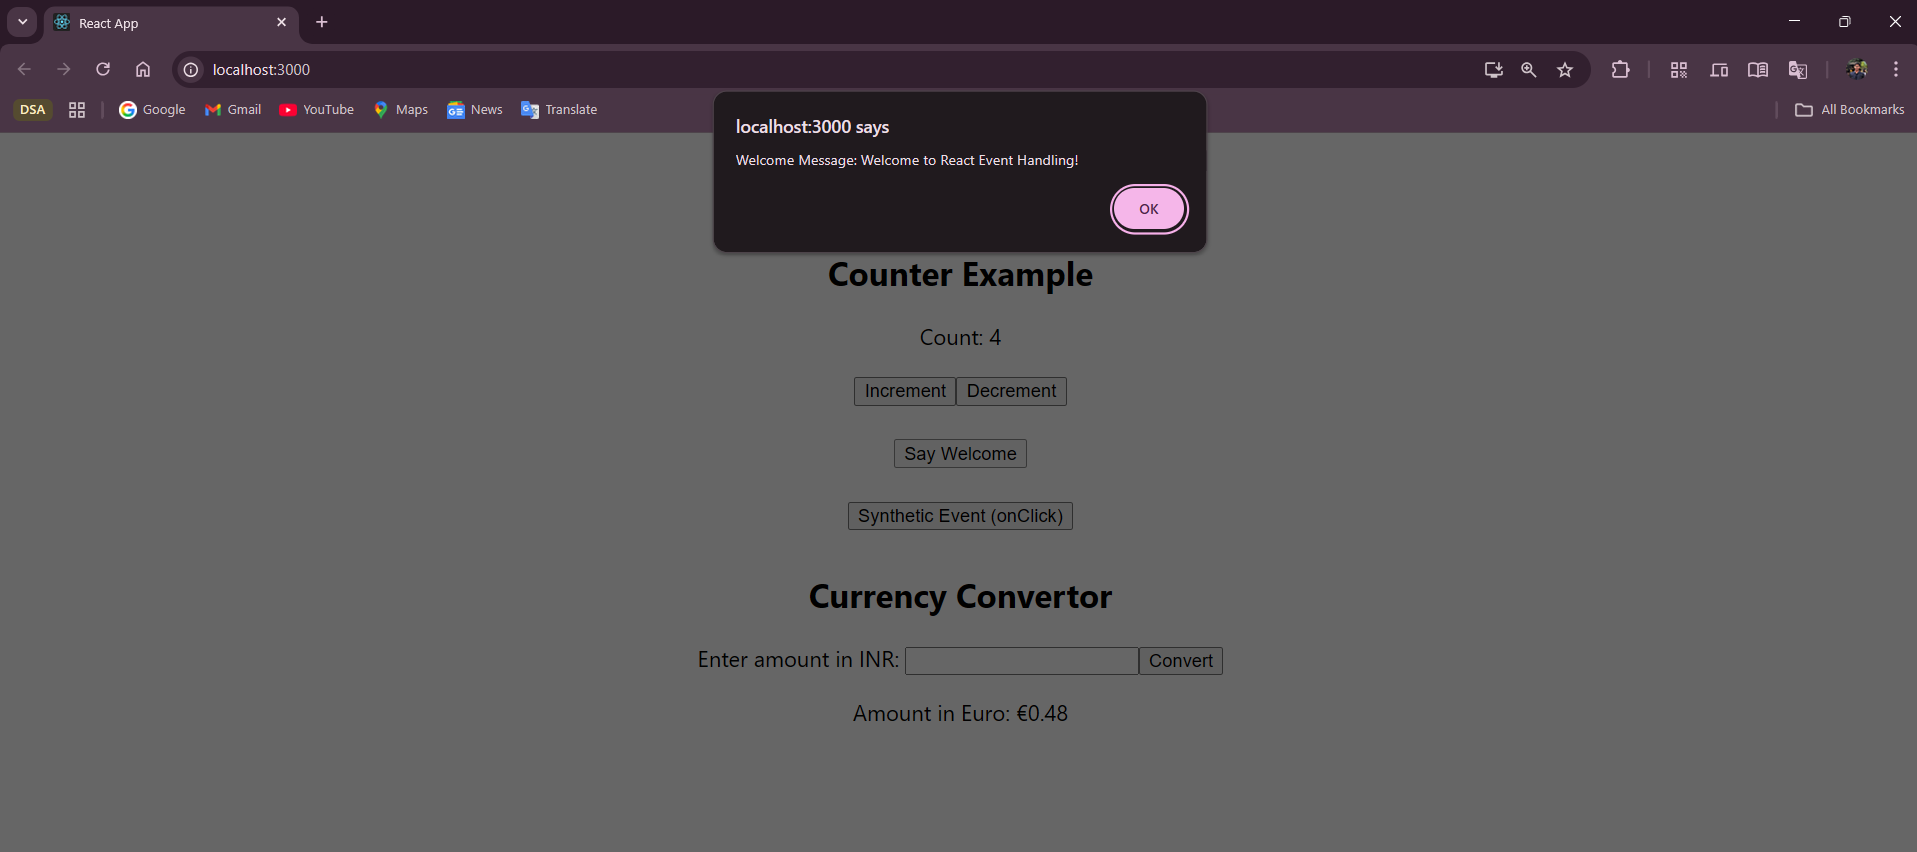 React App
localhost:3000
DSA
Google
Gmail
YouTube
Maps
News
Translate
All Bookmarks
localhost:3000 says
Welcome Message: Welcome to React Event Handling!
OK
Counter Example
Count: 4
Increment Decrement
Say Welcome
Synthetic Event (onClick)
Currency Convertor
Enter amount in INR: Convert
Amount in Euro: €0.48